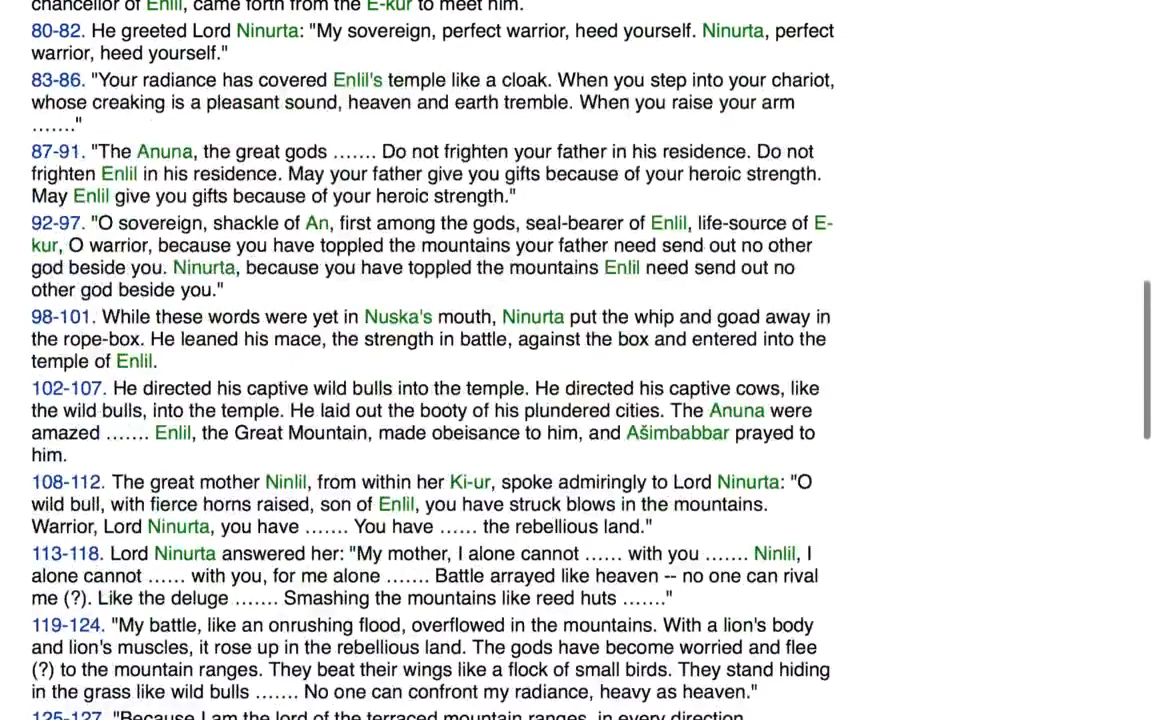 chancellor of Enlil, came forth from the E-kur to meet him.
80-82. He greeted Lord Ninurta: "My sovereign, perfect warrior, heed yourself. Ninurta, perfect
warrior, heed yourself."
83-86. "Your radiance has covered Enlil's temple like a cloak. When you step into your chariot,
whose creaking is a pleasant sound, heaven and earth tremble. When you raise your arm
......."
87-91. "The Anuna, the great gods ....... Do not frighten your father in his residence. Do not
frighten Enlil in his residence. May your father give you gifts because of your heroic strength.
May Enlil give you gifts because of your heroic strength."
92-97. "O sovereign, shackle of An, first among the gods, seal-bearer of Enlil, life-source of E-
kur, O warrior, because you have toppled the mountains your father need send out no other
god beside you. Ninurta, because you have toppled the mountains Enlil need send out no
other god beside you."
98-101. While these words were yet in Nuska's mouth, Ninurta put the whip and goad away in
the rope-box. He leaned his mace, the strength in battle, against the box and entered into the
temple of Enlil.
102-107. He directed his captive wild bulls into the temple. He directed his captive cows, like
the wild bulls, into the temple. He laid out the booty of his plundered cities. The Anuna were
amazed ....... Enlil, the Great Mountain, made obeisance to him, and Ašimbabbar prayed to
him.
108-112. The great mother Ninlil, from within her Ki-ur, spoke admiringly to Lord Ninurta: "O
wild bull, with fierce horns raised, son of Enlil, you have struck blows in the mountains.
Warrior, Lord Ninurta, you have ....... You have ...... the rebellious land."
113-118. Lord Ninurta answered her: "My mother, I alone cannot ...... with you ....... Ninlil, I
alone cannot ...... with you, for me alone ....... Battle arrayed like heaven -- no one can rival
me (?). Like the deluge ....... Smashing the mountains like reed huts ......."
119-124. "My battle, like an onrushing flood, overflowed in the mountains. With a lion's body
and lion's muscles, it rose up in the rebellious land. The gods have become worried and flee
(?) to the mountain ranges. They beat their wings like a flock of small birds. They stand hiding
in the grass like wild bulls ....... No one can confront my radiance, heavy as heaven."
125-127. "Because I am the lord of the terraced mountain ranges, in every direction